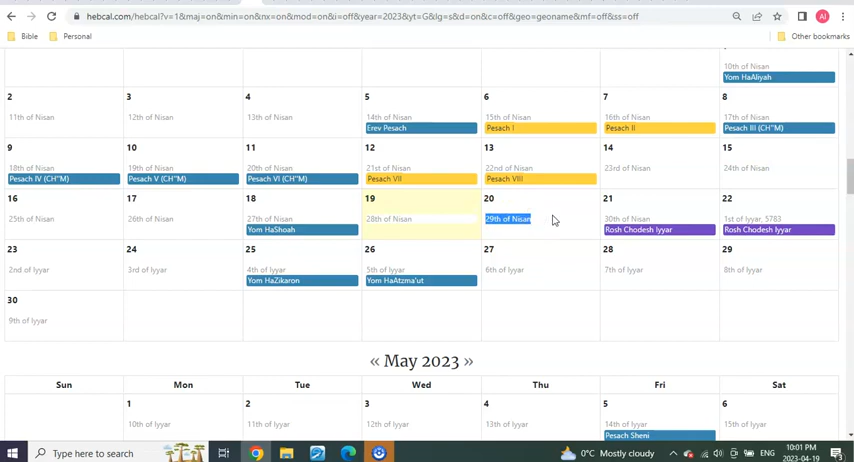 hebcal.com/hebcal?v=1&maj=on&min=on&nx=on&mod=on&i=off&year=2023&yt=G&lg=s&d=on&c=off&geo=geoname&mf=off&ss=off
AI
Bible
Personal
Other bookmarks
10th of Nisan
Yom HaAliyah
2 3 4 5 6 7 8
11th of Nisan 12th of Nisan 13th of Nisan 14th of Nisan 15th of Nisan 16th of Nisan 17th of Nisan
Erev Pesach Pesach I Pesach II Pesach III (CH"M)
9 10 11 12 13 14 15
18th of Nisan 19th of Nisan 20th of Nisan 21st of Nisan 22nd of Nisan 23rd of Nisan 24th of Nisan
Pesach IV (CH"M) Pesach V (CH"M) Pesach VI (CH"M) Pesach VII Pesach VIII
16 17 18 19 20 21 22
25th of Nisan 26th of Nisan 27th of Nisan 28th of Nisan 29th of Nisan 30th of Nisan 1st of Iyyar, 5783
Yom HaShoah Rosh Chodesh Iyyar Rosh Chodesh Iyyar
23 24 25 26 27 28 29
2nd of Iyyar 3rd of Iyyar 4th of Iyyar 5th of Iyyar 6th of Iyyar 7th of Iyyar 8th of Iyyar
Yom HaZikaron Yom HaAtzma'ut
30
9th of Iyyar
« May 2023 »
Sun Mon Tue Wed Thu Fri Sat
1 2 3 4 5 6
10th of Iyyar 11th of Iyyar 12th of Iyyar 13th of Iyyar 14th of Iyyar 15th of Iyyar
Pesach Sheni
Type here to search
0°C Mostly cloudy
ENG
10:01 PM
2023-04-19
3